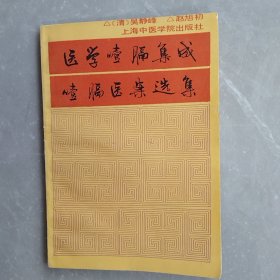 △（清）吴静峰 △赵旭初
上海中医学院出版社
医学噎膈集成
噎膈医案选集